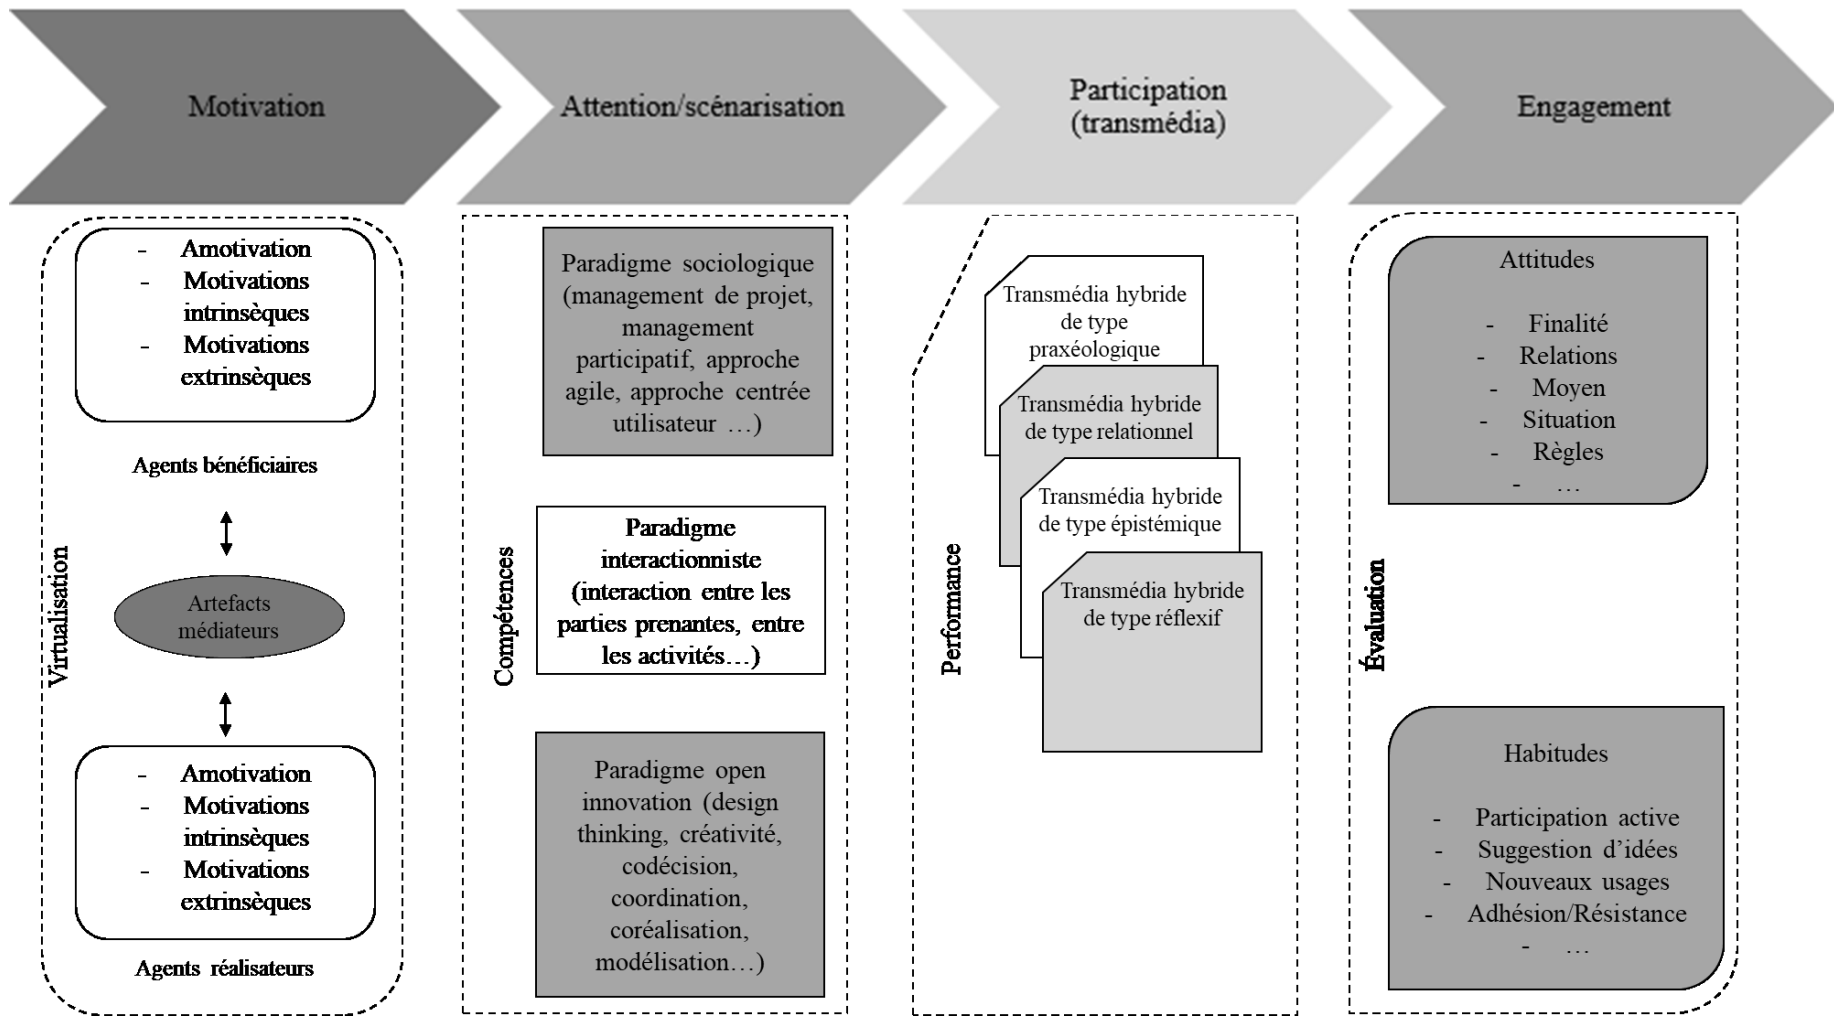 Motivation
Attention/scénarisation
Participation
(transmédia)
Engagement
Virtualisation
- Amotivation
- Motivations
intrinsèques
- Motivations
extrinsèques
Agents bénéficiaires
Artefacts
médiateurs
- Amotivation
- Motivations
intrinsèques
- Motivations
extrinsèques
Agents réalisateurs
Compétences
Paradigme sociologique
(management de projet,
management
participatif, approche
agile, approche centrée
utilisateur …)
Paradigme
interactionniste
(interaction entre les
parties prenantes, entre
les activités…)
Paradigme open
innovation (design
thinking, créativité,
codécision,
coordination,
coréalisation,
modélisation…)
Performance
Transmédia hybride
de type
praxéologique
Transmédia hybride
de type relationnel
Transmédia hybride
de type épistémique
Transmédia hybride
de type réflexif
Évaluation
Attitudes
- Finalité
- Relations
- Moyen
- Situation
- Règles
- …
Habitudes
- Participation active
- Suggestion d’idées
- Nouveaux usages
- Adhésion/Résistance
- …